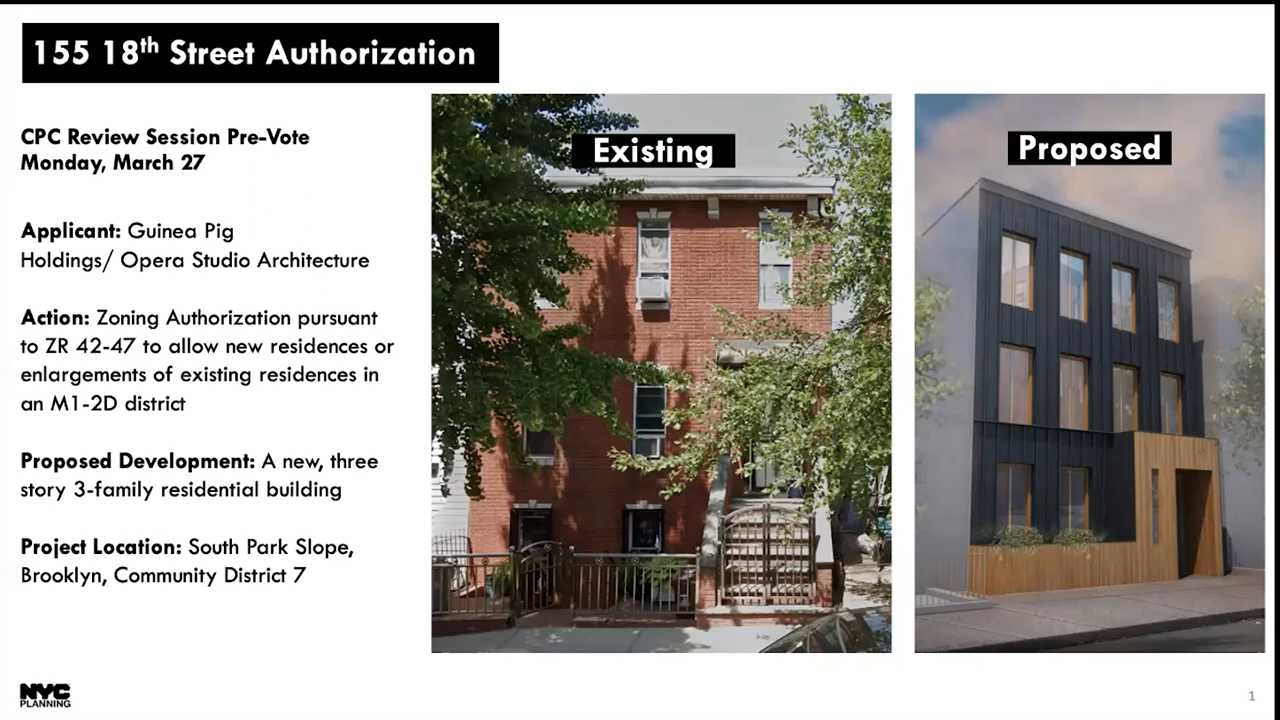 155 18th Street Authorization
CPC Review Session Pre-Vote
Monday, March 27
Applicant: Guinea Pig
Holdings/ Opera Studio Architecture
Action: Zoning Authorization pursuant
to ZR 42-47 to allow new residences or
enlargements of existing residences in
an M1-2D district
Proposed Development: A new, three
story 3-family residential building
Project Location: South Park Slope,
Brooklyn, Community District 7
Existing
Proposed
NYC
PLANNING
1